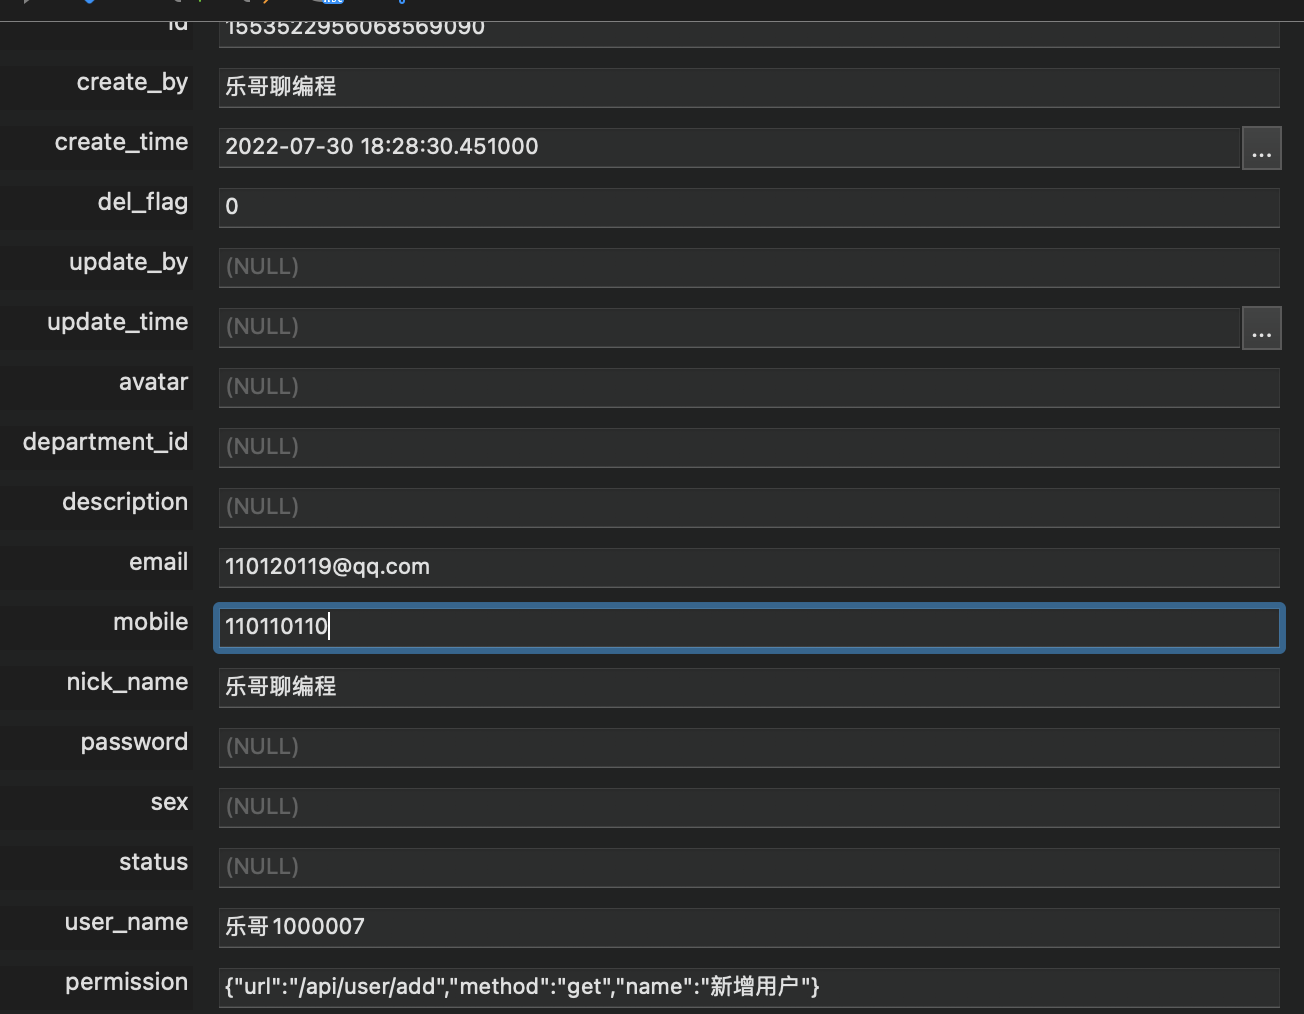 id 1553522956068569090
create_by 乐哥聊编程
create_time 2022-07-30 18:28:30.451000 ...
del_flag 0
update_by (NULL)
update_time (NULL) ...
avatar (NULL)
department_id (NULL)
description (NULL)
email 110120119@qq.com
mobile 110110110
nick_name 乐哥聊编程
password (NULL)
sex (NULL)
status (NULL)
user_name 乐哥1000007
permission {"url":"/api/user/add","method":"get","name":"新增用户"}